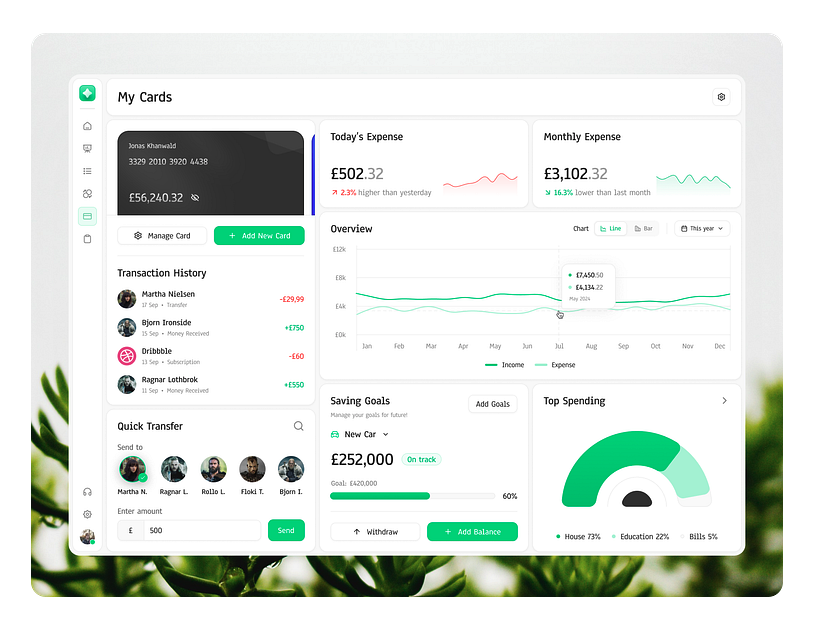 My Cards
Jonas Khanwald
3329 2010 3920 4438
£56,240.32
Manage Card
+ Add New Card
Transaction History
Martha Nielsen
17 Sep • Transfer
-£29,99
Bjorn Ironside
15 Sep • Money Received
+£750
Dribbble
13 Sep • Subscription
-£60
Ragnar Lothbrok
11 Sep • Money Received
+£550
Quick Transfer
Send to
Martha N. Ragnar L. Rollo L. Floki T. Bjorn I.
Enter amount
£ 500 Send
Today's Expense
£502.32
2.3% higher than yesterday
Monthly Expense
£3,102.32
16.3% lower than last month
Overview
Chart Line Bar This year
£12k
£8k
£4k
£0k
£7,450.50
£4,134.22
May 2024
Jan Feb Mar Apr May Jun Jul Aug Sep Oct Nov Dec
Income Expense
Saving Goals
Manage your goals for future!
Add Goals
New Car
£252,000 On track
Goal: £420,000
60%
Withdraw
+ Add Balance
Top Spending
House 73% Education 22% Bills 5%